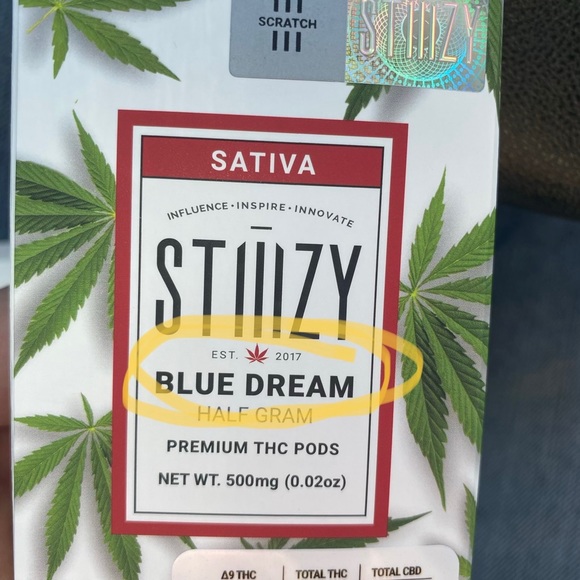 SCRATCH
STIIIZY
SATIVA
INFLUENCE • INSPIRE • INNOVATE
STIIIZY
EST. 2017
BLUE DREAM
HALF GRAM
PREMIUM THC PODS
NET WT. 500mg (0.02oz)
Δ9 THC TOTAL THC TOTAL CBD